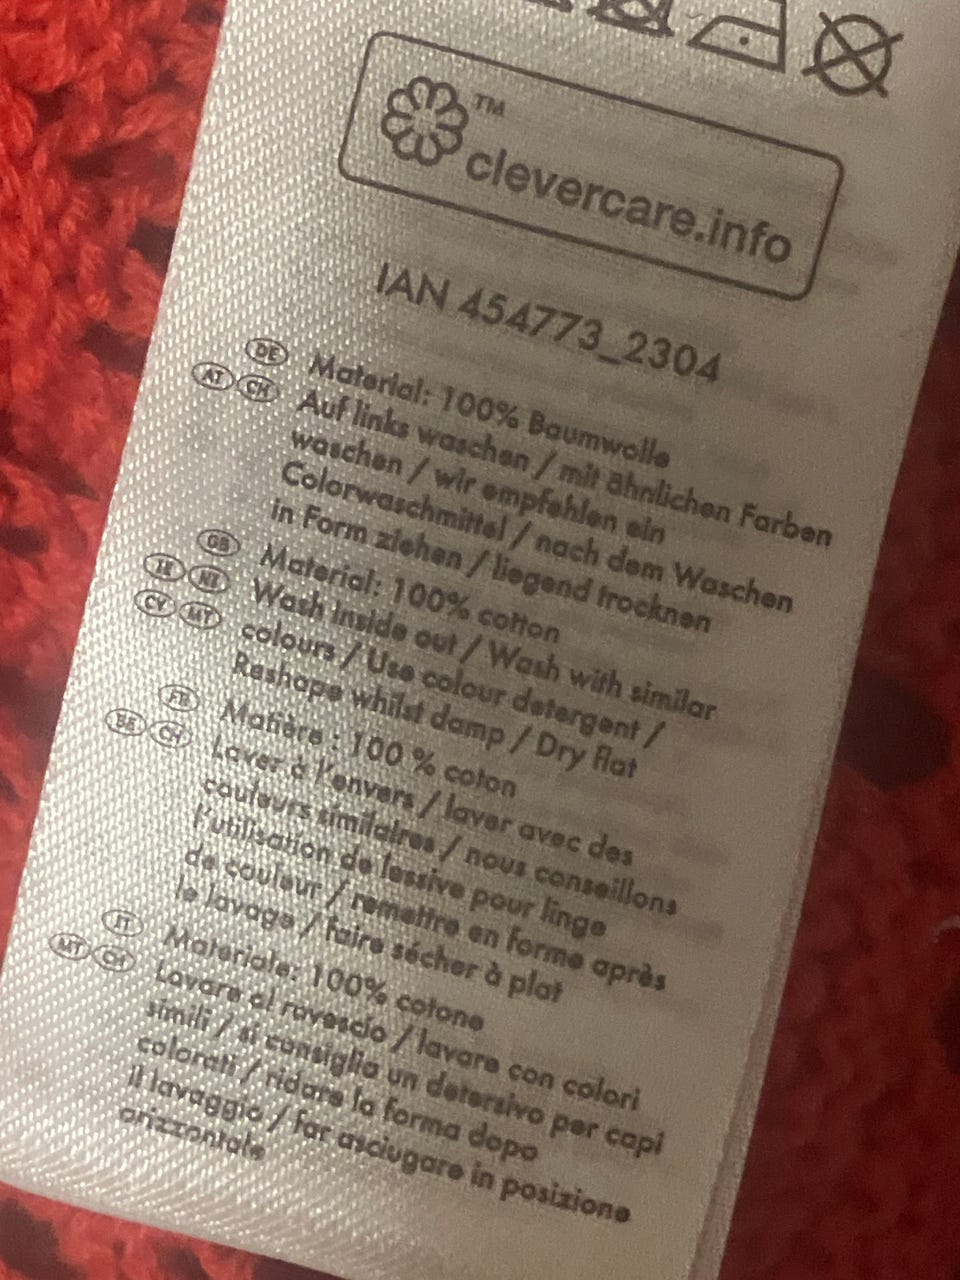 TM
clevercare.info
IAN 454773_2304
DE
Material: 100% Baumwolle
AT CH
Auf links waschen / mit ähnlichen Farben
waschen / wir empfehlen ein
Colorwaschmittel / nach dem Waschen
in Form ziehen / liegend trocknen
GB
Material: 100% cotton
IE NI
Wash inside out / Wash with similar
CY MT
colours / Use colour detergent /
Reshape whilst damp / Dry flat
FR
Matière : 100 % coton
BE CH
Laver à l'envers / laver avec des
couleurs similaires / nous conseillons
l'utilisation de lessive pour linge
de couleur / remettre en forme après
le lavage / faire sécher à plat
IT
Materiale: 100% cotone
MT CH
Lavare al rovescio / lavare con colori
simili / si consiglia un detersivo per capi
colorati / ridare la forma dopo
il lavaggio / far asciugare in posizione
orizzontale